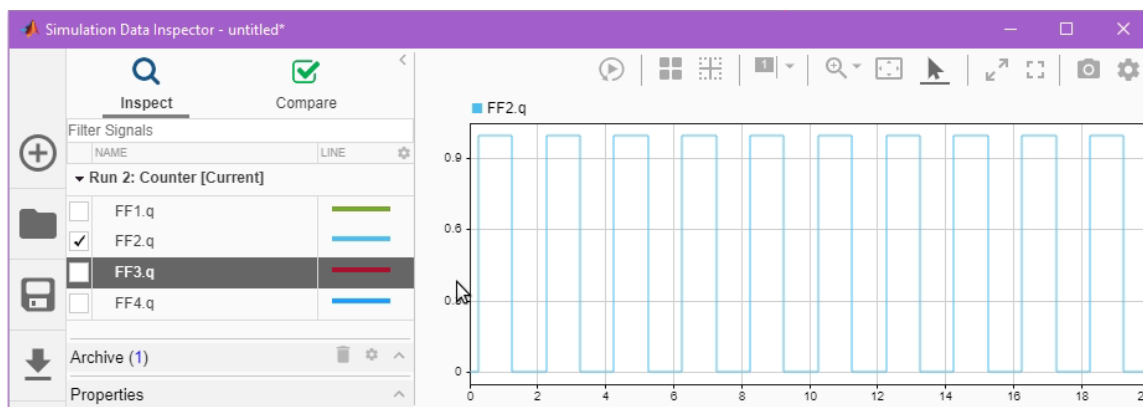 Simulation Data Inspector - untitled*
Inspect
Compare
Filter Signals
NAME
LINE
Run 2: Counter [Current]
FF1.q
FF2.q
FF3.q
FF4.q
Archive (1)
Properties
1
FF2.q
0.9
0.6
0
0 2 4 6 8 10 12 14 16 18